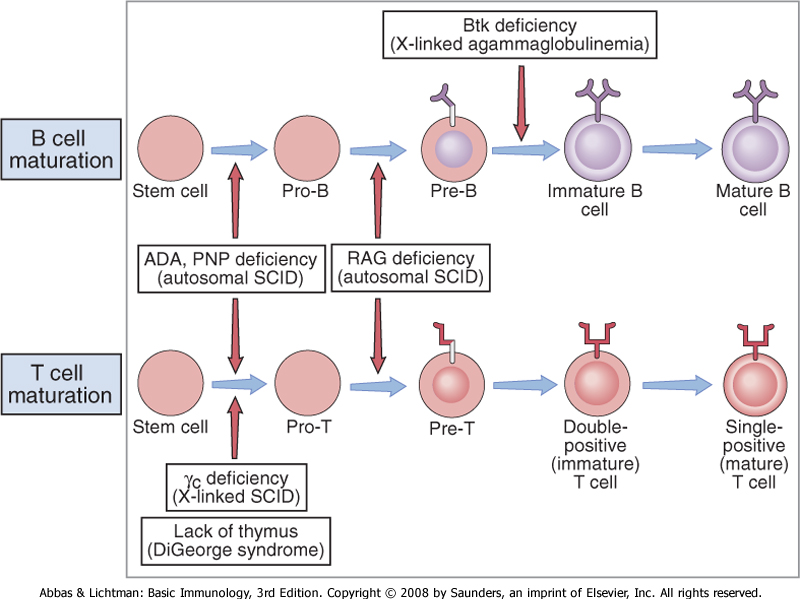 Btk deficiency
(X-linked agammaglobulinemia)
B cell
maturation
Stem cell
Pro-B
Pre-B
Immature B
cell
Mature B
cell
ADA, PNP deficiency
(autosomal SCID)
RAG deficiency
(autosomal SCID)
T cell
maturation
Stem cell
Pro-T
Pre-T
Double-
positive
(immature)
T cell
Single-
positive
(mature)
T cell
γc deficiency
(X-linked SCID)
Lack of thymus
(DiGeorge syndrome)
Abbas & Lichtman: Basic Immunology, 3rd Edition. Copyright © 2008 by Saunders, an imprint of Elsevier, Inc. All rights reserved.